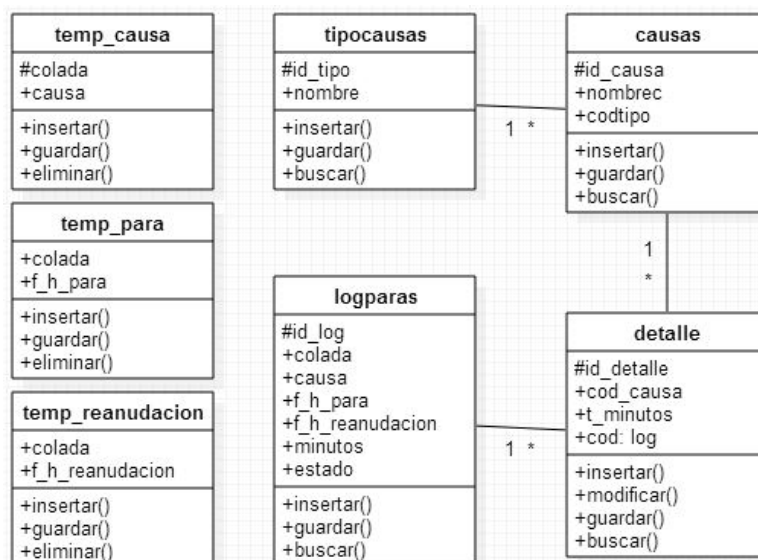 temp_causa
#colada
+causa
+insertar()
+guardar()
+eliminar()
temp_para
+colada
+f_h_para
+insertar()
+guardar()
+eliminar()
temp_reanudacion
+colada
+f_h_reanudacion
+insertar()
+guardar()
+eliminar()
tipocausas
#id_tipo
+nombre
+insertar()
+guardar()
+buscar()
1 *
causas
#id_causa
+nombrec
+codtipo
+insertar()
+guardar()
+buscar()
1
*
logparas
#id_log
+colada
+causa
+f_h_para
+f_h_reanudacion
+minutos
+estado
+insertar()
+guardar()
+buscar()
1 *
detalle
#id_detalle
+cod_causa
+t_minutos
+cod: log
+insertar()
+modificar()
+guardar()
+buscar()